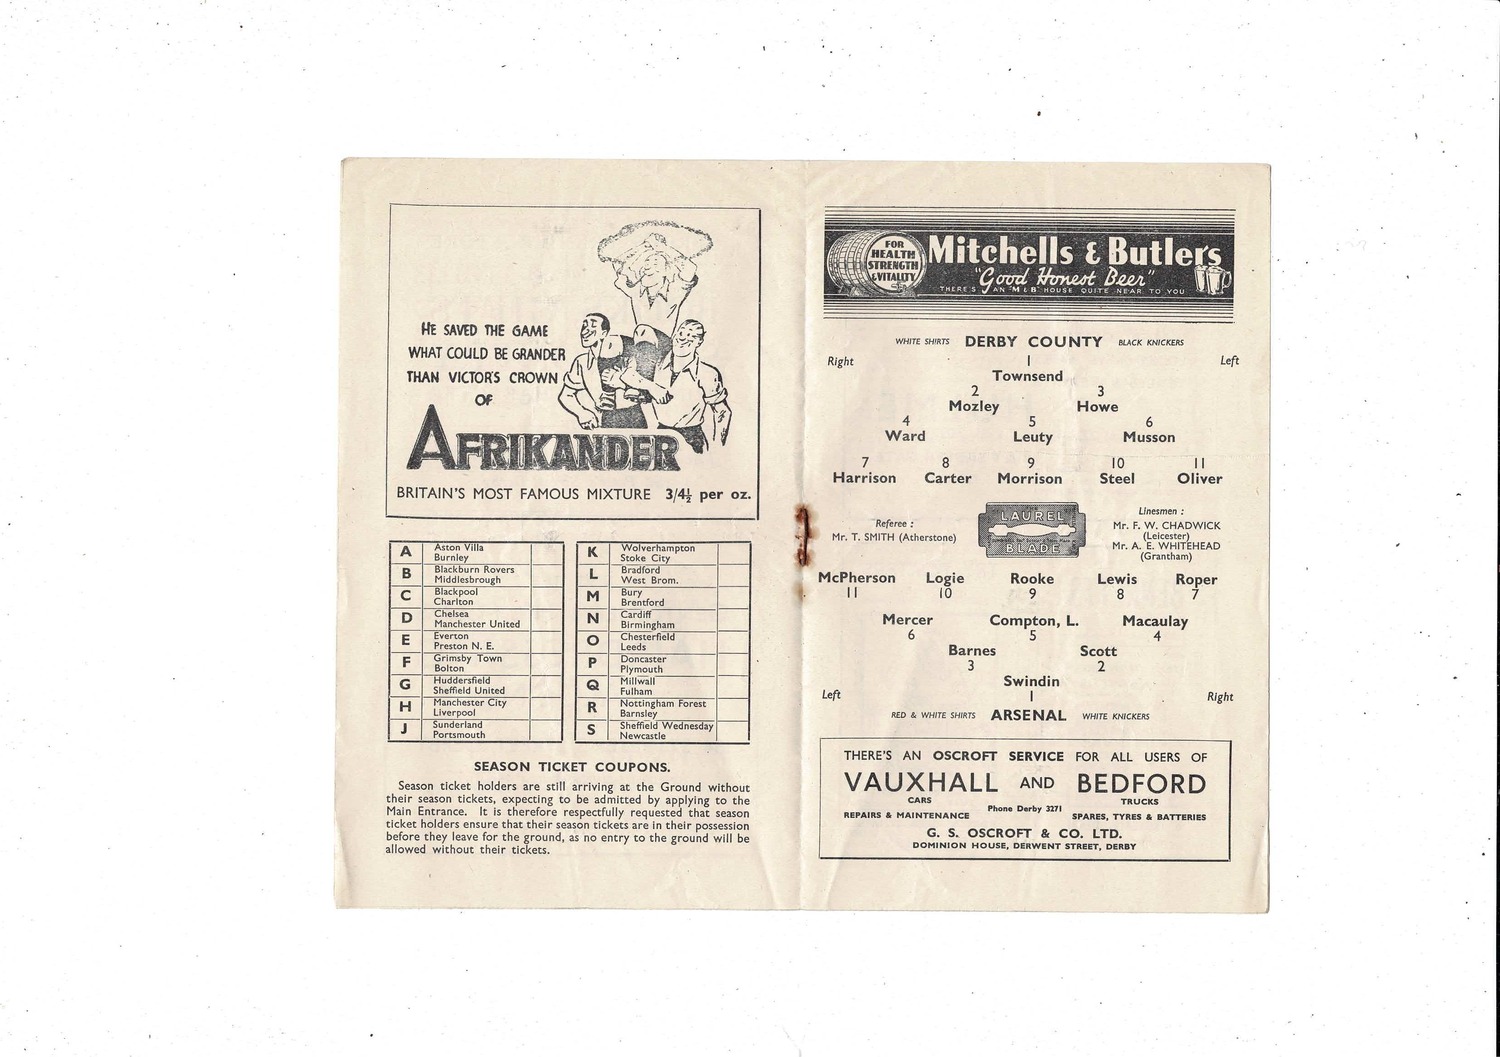 HE SAVED THE GAME
WHAT COULD BE GRANDER
THAN VICTOR'S CROWN
OF
AFRIKANDER
BRITAIN'S MOST FAMOUS MIXTURE 3/4½ per oz.
A Aston Villa
Burnley
B Blackburn Rovers
Middlesbrough
C Blackpool
Charlton
D Chelsea
Manchester United
E Everton
Preston N. E.
F Grimsby Town
Bolton
G Huddersfield
Sheffield United
H Manchester City
Liverpool
J Sunderland
Portsmouth
K Wolverhampton
Stoke City
L Bradford
West Brom.
M Bury
Brentford
N Cardiff
Birmingham
O Chesterfield
Leeds
P Doncaster
Plymouth
Q Millwall
Fulham
R Nottingham Forest
Barnsley
S Sheffield Wednesday
Newcastle
SEASON TICKET COUPONS.
Season ticket holders are still arriving at the Ground without
their season tickets, expecting to be admitted by applying to the
Main Entrance. It is therefore respectfully requested that season
ticket holders ensure that their season tickets are in their possession
before they leave for the ground, as no entry to the ground will be
allowed without their tickets.
FOR
HEALTH
STRENGTH
& VITALITY
Mitchells & Butlers
"Good Honest Beer"
THERE'S AN "M & B" HOUSE QUITE NEAR TO YOU
WHITE SHIRTS DERBY COUNTY BLACK KNICKERS
Right 1 Left
Townsend
2 3
Mozley Howe
4 5 6
Ward Leuty Musson
7 8 9 10 11
Harrison Carter Morrison Steel Oliver
Referee :
Mr. T. SMITH (Atherstone)
LAUREL
BLADE
Linesmen :
Mr. F. W. CHADWICK
(Leicester)
Mr. A. E. WHITEHEAD
(Grantham)
McPherson Logie Rooke Lewis Roper
11 10 9 8 7
Mercer Compton, L. Macaulay
6 5 4
Barnes Scott
3 2
Swindin
Left 1 Right
RED & WHITE SHIRTS ARSENAL WHITE KNICKERS
THERE'S AN OSCROFT SERVICE FOR ALL USERS OF
VAUXHALL AND BEDFORD
CARS TRUCKS
REPAIRS & MAINTENANCE Phone Derby 3271 SPARES, TYRES & BATTERIES
G. S. OSCROFT & CO. LTD.
DOMINION HOUSE, DERWENT STREET, DERBY